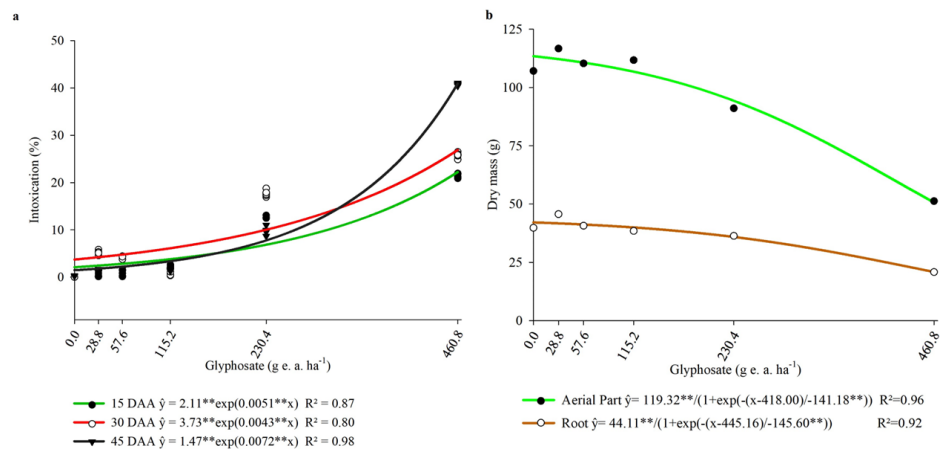 a
50
40
30
20
10
0
Intoxication (%)
0.0 28.8 57.6 115.2 230.4 460.8
Glyphosate (g e. a. ha⁻¹)
15 DAA ŷ = 2.11**exp(0.0051**x) R² = 0.87
30 DAA ŷ = 3.73**exp(0.0043**x) R² = 0.80
45 DAA ŷ = 1.47**exp(0.0072**x) R² = 0.98
b
125
100
75
50
25
0
Dry mass (g)
0.0 28.8 57.6 115.2 230.4 460.8
Glyphosate (g e. a. ha⁻¹)
Aerial Part ŷ= 119.32**/(1+exp(-(x-418.00)/-141.18**)) R²=0.96
Root ŷ= 44.11**/(1+exp(-(x-445.16)/-145.60**)) R²=0.92